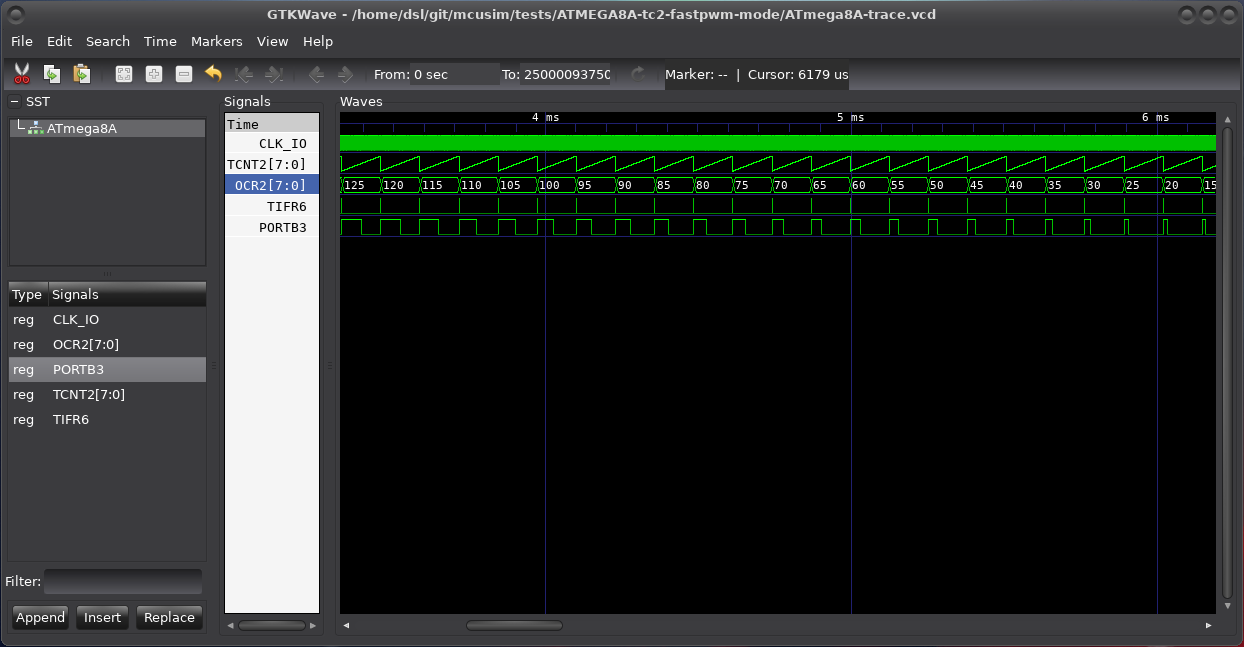 GTKWave - /home/dsl/git/mcusim/tests/ATMEGA8A-tc2-fastpwm-mode/ATmega8A-trace.vcd
File Edit Search Time Markers View Help
From: 0 sec To: 25000093750 Marker: -- | Cursor: 6179 us
SST
ATmega8A
Type Signals
reg CLK_IO
reg OCR2[7:0]
reg PORTB3
reg TCNT2[7:0]
reg TIFR6
Filter:
Append Insert Replace
Signals
Time
CLK_IO
TCNT2[7:0]
OCR2[7:0]
TIFR6
PORTB3
Waves
4 ms 5 ms 6 ms
125 120 115 110 105 100 95 90 85 80 75 70 65 60 55 50 45 40 35 30 25 20 15